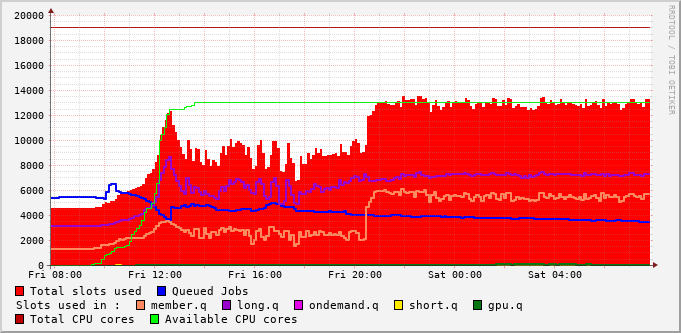 20000
18000
16000
14000
12000
10000
8000
6000
4000
2000
0
Fri 08:00 Fri 12:00 Fri 16:00 Fri 20:00 Sat 00:00 Sat 04:00
Total slots used Queued Jobs
Slots used in : member.q long.q ondemand.q short.q gpu.q
Total CPU cores Available CPU cores
RRDTOOL / TOBI OETIKER